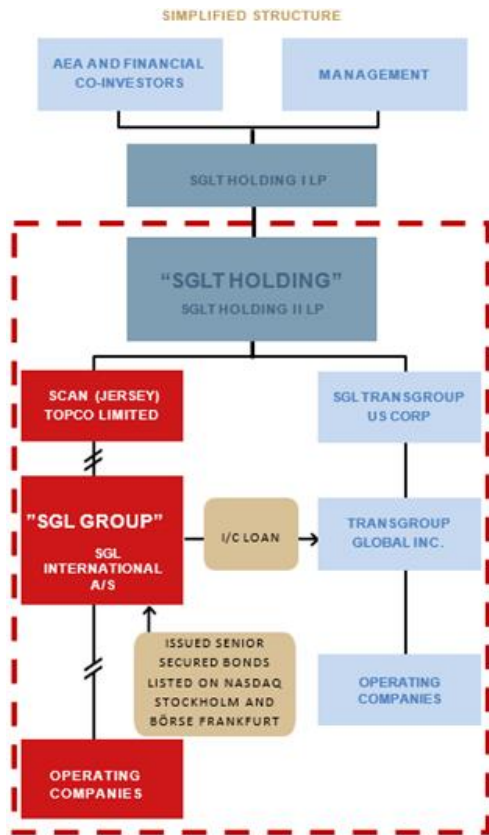 SIMPLIFIED STRUCTURE
AEA AND FINANCIAL
CO-INVESTORS
MANAGEMENT
SGLT HOLDING I LP
"SGLT HOLDING"
SGLT HOLDING II LP
SCAN (JERSEY)
TOPCO LIMITED
SGL TRANSGROUP
US CORP
"SGL GROUP"
SGL
INTERNATIONAL
A/S
I/C LOAN
TRANSGROUP
GLOBAL INC.
ISSUED SENIOR
SECURED BONDS
LISTED ON NASDAQ
STOCKHOLM AND
BÖRSE FRANKFURT
OPERATING
COMPANIES
OPERATING
COMPANIES